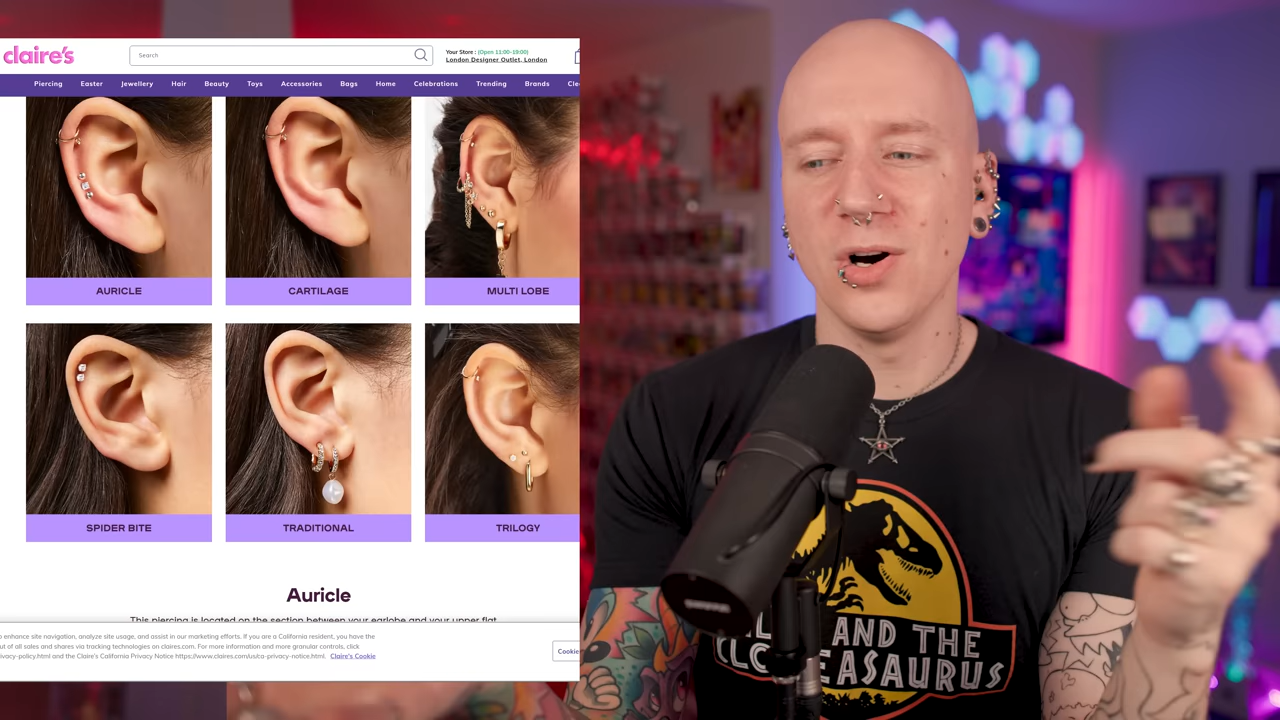 claire's
Search
Your Store : (Open 11:00-19:00)
London Designer Outlet, London
Piercing Easter Jewellery Hair Beauty Toys Accessories Bags Home Celebrations Trending Brands
AURICLE CARTILAGE MULTI LOBE
SPIDER BITE TRADITIONAL TRILOGY
Auricle
This piercing is located on the section between your earlobe and your upper flat
o enhance site navigation, analyze site usage, and assist in our marketing efforts. If you are a California resident, you have the
ut of all sales and shares via tracking technologies on claires.com. For more information and more granular controls, click
ivacy-policy.html and the Claire's California Privacy Notice https://www.claires.com/us/ca-privacy-notice.html. Claire's Cookie
Cookie
AND THE
EASAURUS
SHURE